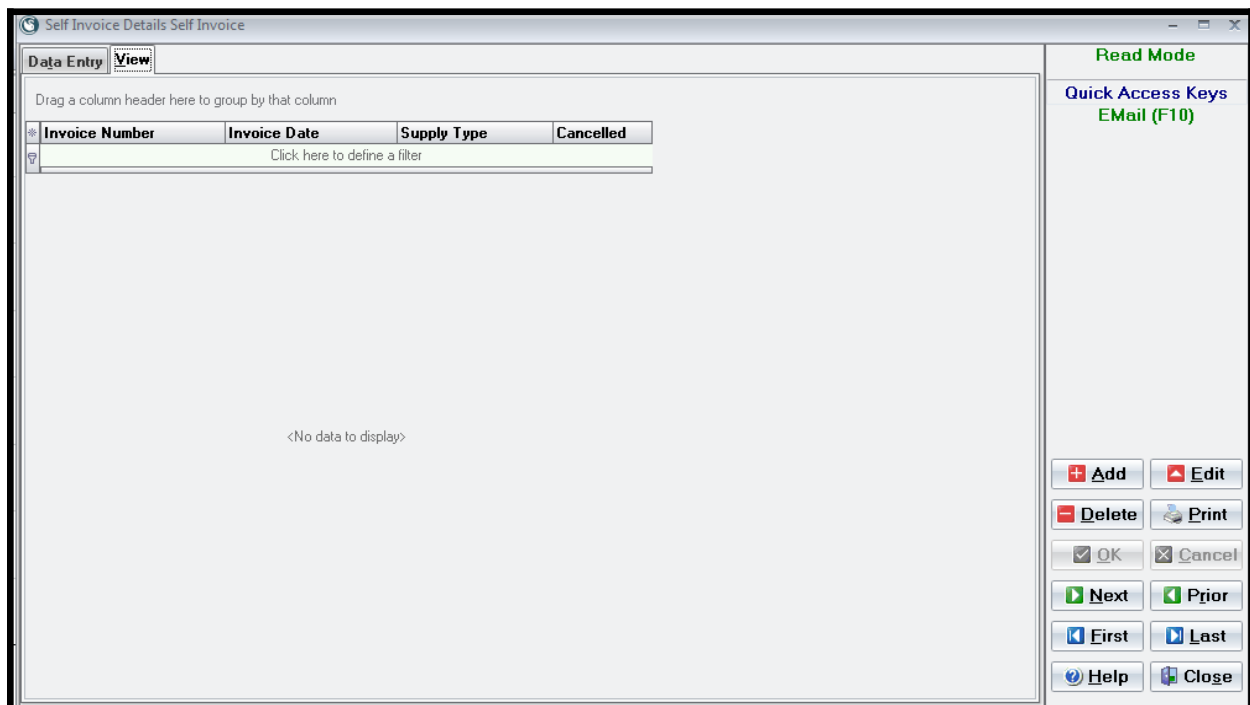 Self Invoice Details Self Invoice
Data Entry View
Drag a column header here to group by that column
Invoice Number Invoice Date Supply Type Cancelled
Click here to define a filter
<No data to display>
Read Mode
Quick Access Keys
EMail (F10)
Add Edit
Delete Print
OK Cancel
Next Prior
First Last
Help Close